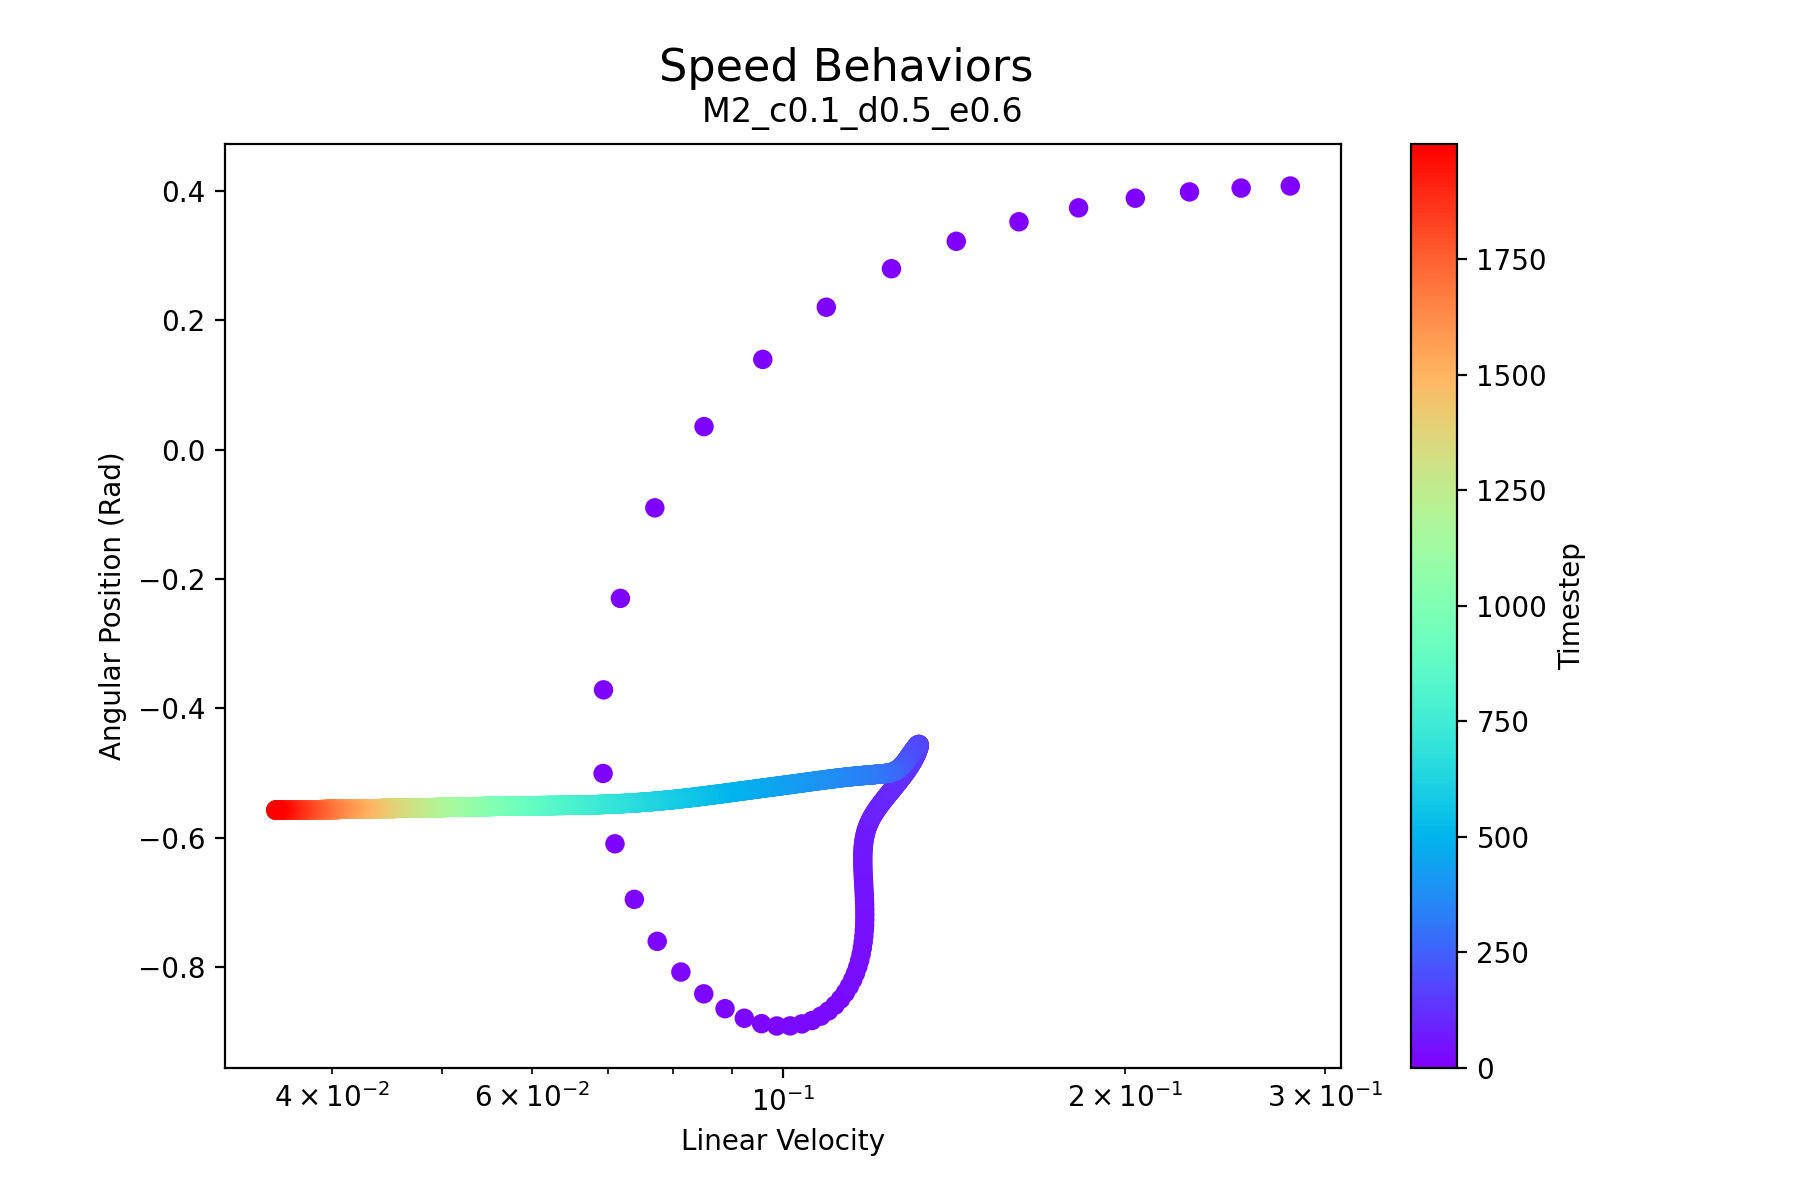 Speed Behaviors
M2_c0.1_d0.5_e0.6
Angular Position (Rad)
0.4
0.2
0.0
−0.2
−0.4
−0.6
−0.8
4 × 10⁻²
6 × 10⁻²
10⁻¹
2 × 10⁻¹
3 × 10⁻¹
Linear Velocity
1750
1500
1250
1000
750
500
250
0
Timestep